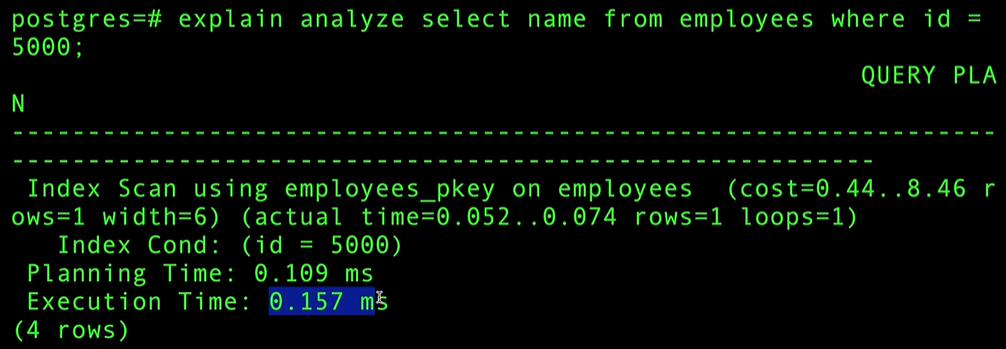 postgres=# explain analyze select name from employees where id =
5000;
QUERY PLA
N
-----------------------------------------------------------------
---------------------------------------------------------
Index Scan using employees_pkey on employees  (cost=0.44..8.46 r
ows=1 width=6) (actual time=0.052..0.074 rows=1 loops=1)
Index Cond: (id = 5000)
Planning Time: 0.109 ms
Execution Time: 0.157 ms
(4 rows)